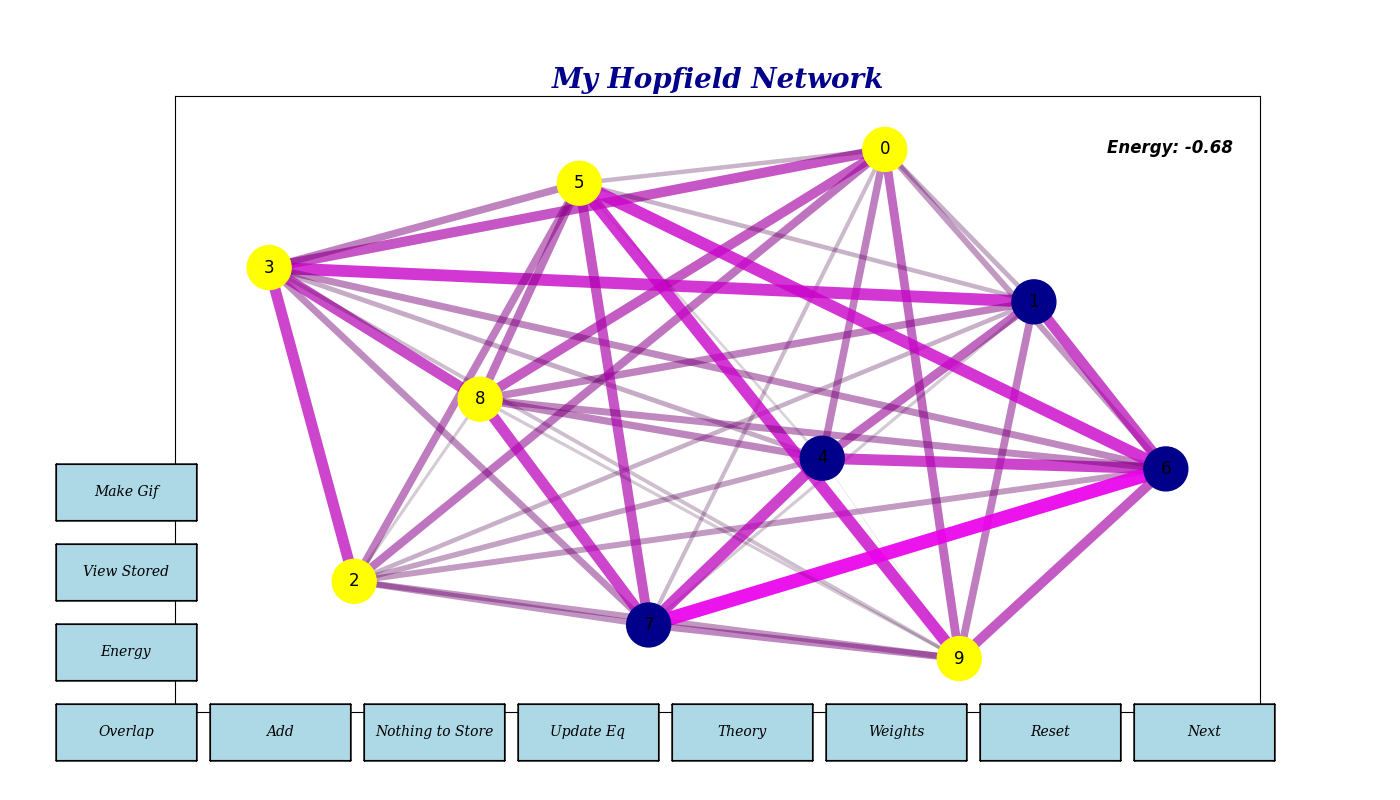 My Hopfield Network
Energy: -0.68
0
5
3
1
8
4
6
2
7
9
Make Gif
View Stored
Energy
Overlap
Add
Nothing to Store
Update Eq
Theory
Weights
Reset
Next